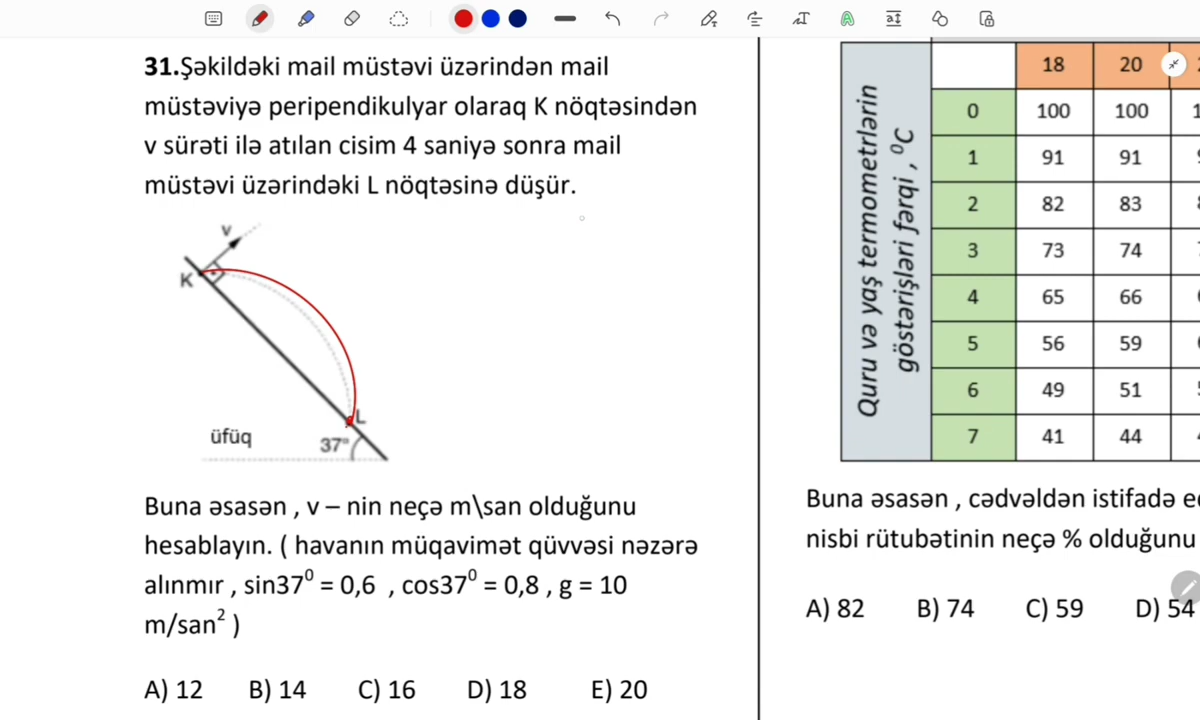 31.Şəkildəki mail müstəvi üzərindən mail
müstəviyə peripendikulyar olaraq K nöqtəsindən
v sürəti ilə atılan cisim 4 saniyə sonra mail
müstəvi üzərindəki L nöqtəsinə düşür.
v
K
L
üfüq
37°
Buna əsasən , v – nin neçə m\san olduğunu
hesablayın. ( havanın müqavimət qüvvəsi nəzərə
alınmır , sin37⁰ = 0,6 , cos37⁰ = 0,8 , g = 10
m/san² )
A) 12 B) 14 C) 16 D) 18 E) 20
Quru və yaş termometrlərin
göstərişləri fərqi , ⁰C
18 20
0 100 100
1 91 91
2 82 83
3 73 74
4 65 66
5 56 59
6 49 51
7 41 44
Buna əsasən , cədvəldən istifadə
nisbi rütubətinin neçə % olduğunu
A) 82 B) 74 C) 59 D) 54